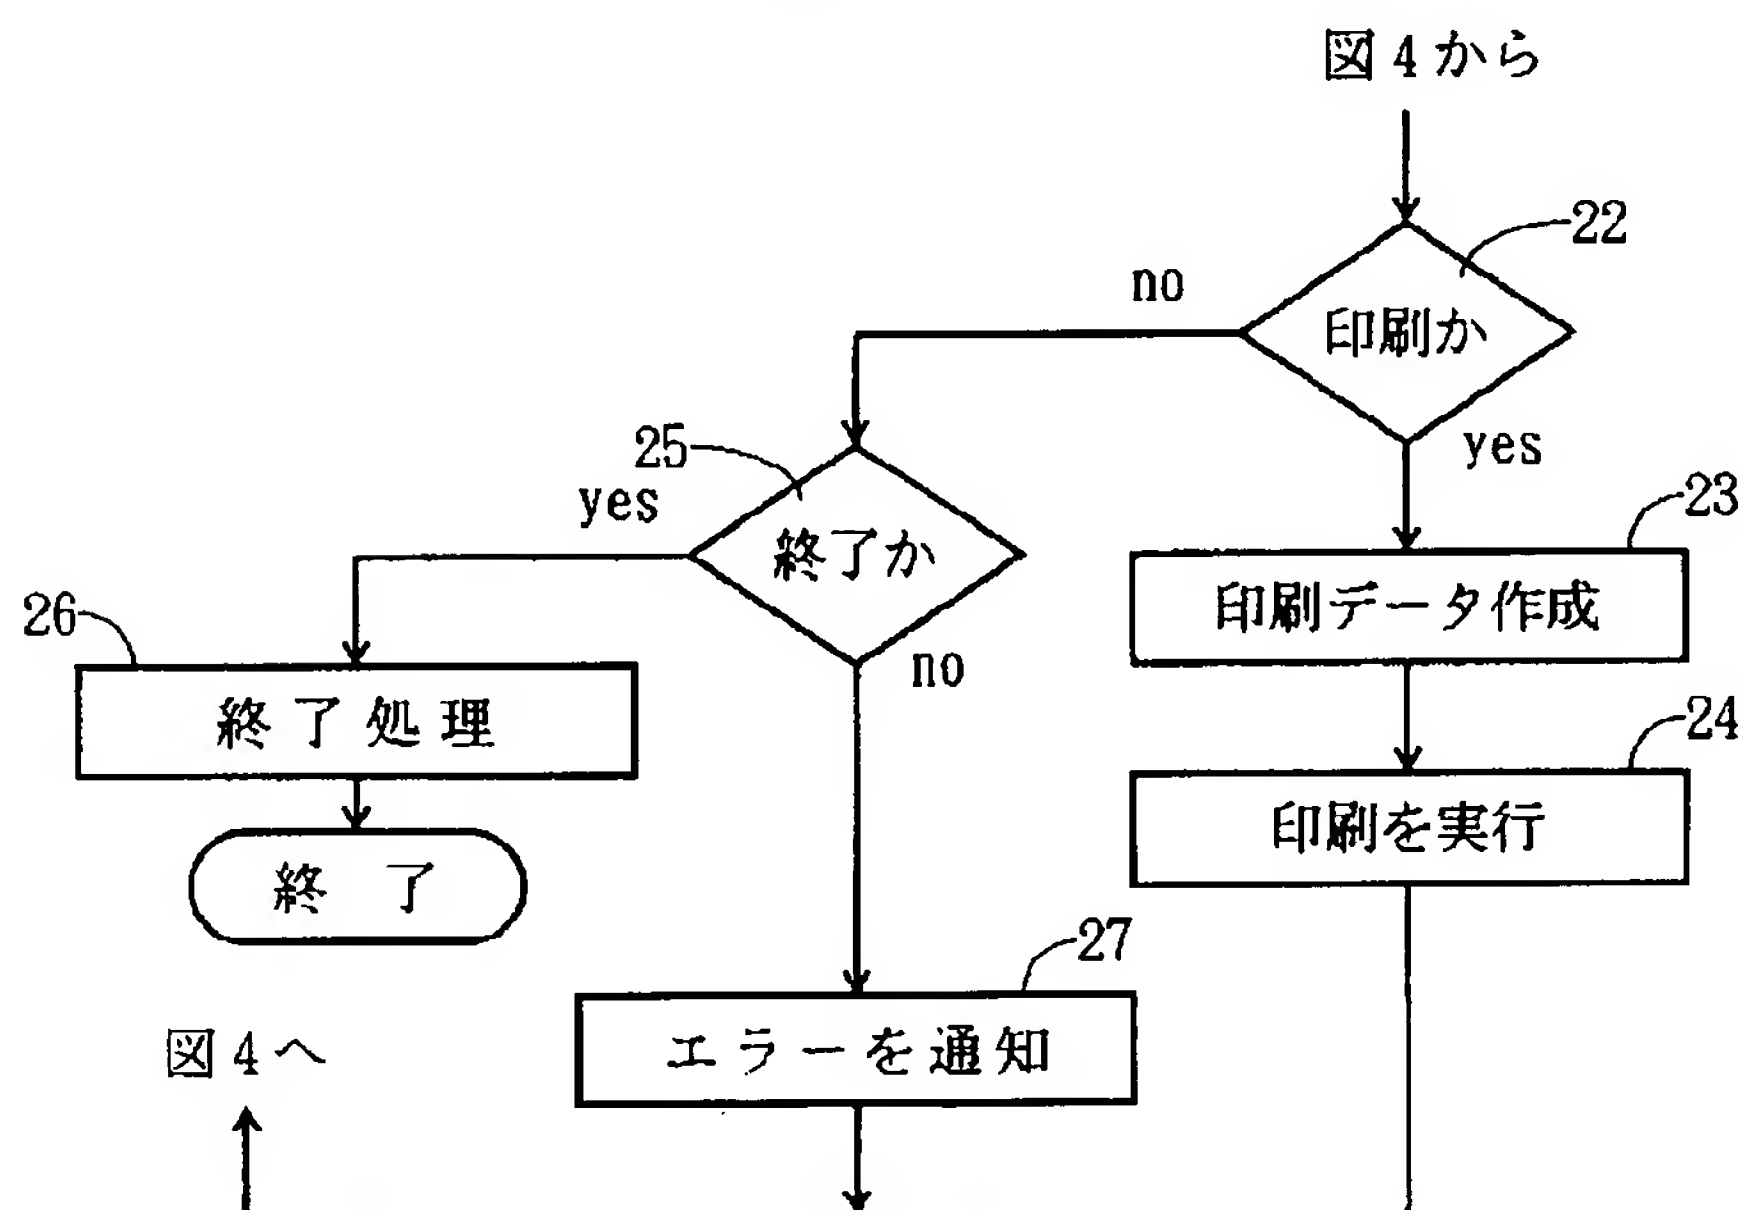 図4から
22
no
印刷か
25
yes
yes
23
終了か
印刷データ作成
26
no
終了処理
24
印刷を実行
終 了
27
エラーを通知
図4へ